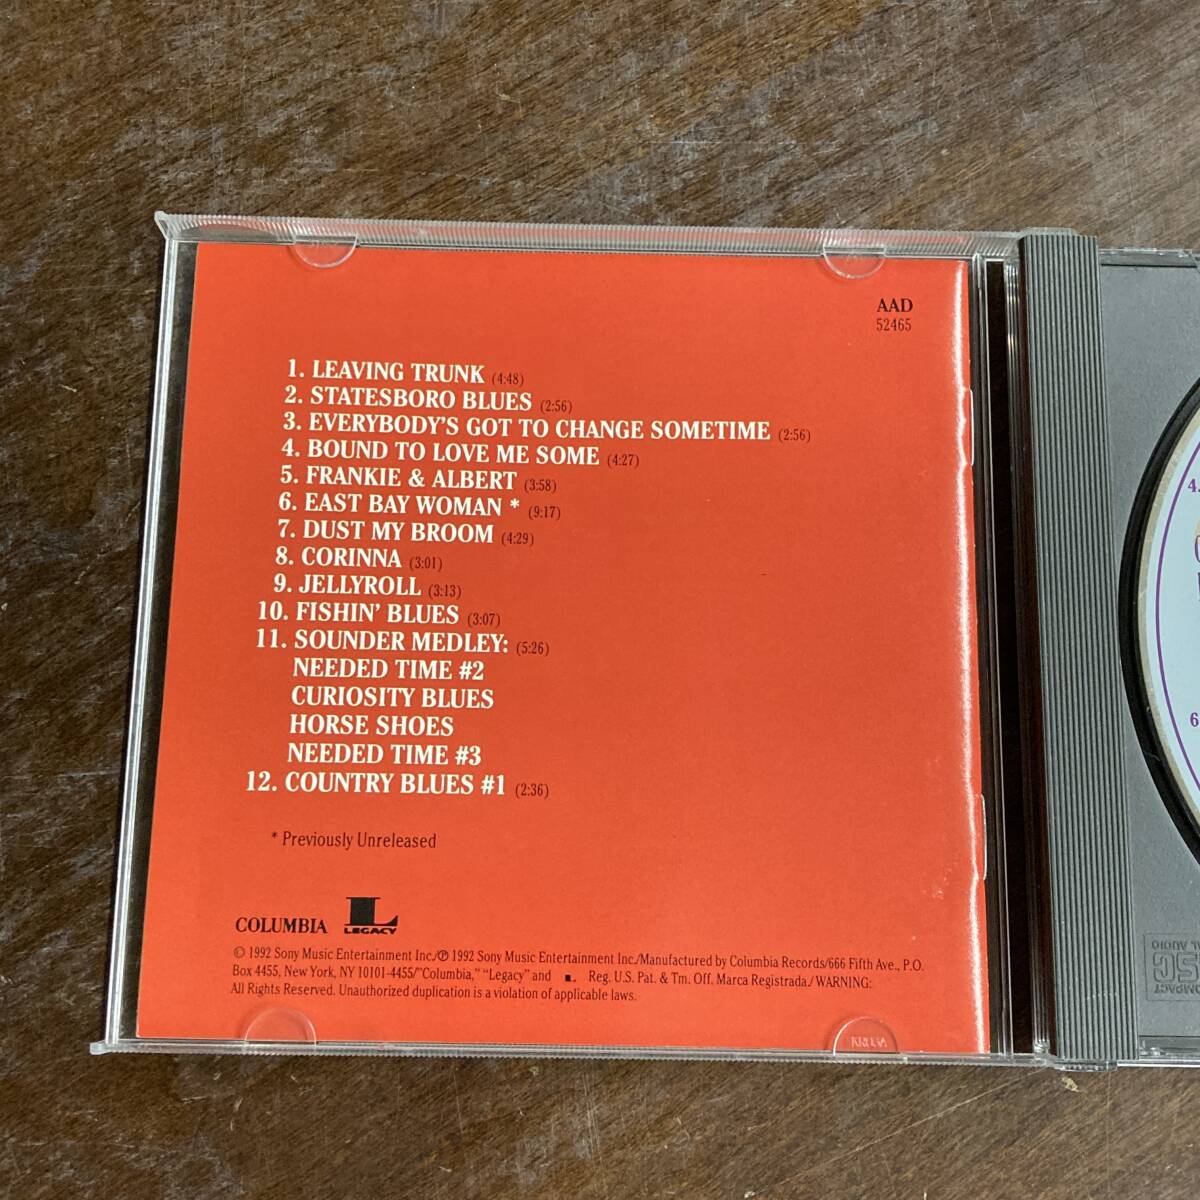 AAD
52465
1. LEAVING TRUNK (4:48)
2. STATESBORO BLUES (2:56)
3. EVERYBODY'S GOT TO CHANGE SOMETIME (2:56)
4. BOUND TO LOVE ME SOME (4:27)
5. FRANKIE & ALBERT (3:58)
6. EAST BAY WOMAN * (9:17)
7. DUST MY BROOM (4:29)
8. CORINNA (3:01)
9. JELLYROLL (3:13)
10. FISHIN' BLUES (3:07)
11. SOUNDER MEDLEY: (5:26)
NEEDED TIME #2
CURIOSITY BLUES
HORSE SHOES
NEEDED TIME #3
12. COUNTRY BLUES #1 (2:36)
* Previously Unreleased
COLUMBIA L LEGACY
© 1992 Sony Music Entertainment Inc./℗ 1992 Sony Music Entertainment Inc./Manufactured by Columbia Records/666 Fifth Ave., P.O.
Box 4455, New York, NY 10101-4455/"Columbia," "Legacy" and L Reg. U.S. Pat. & Tm. Off. Marca Registrada./WARNING:
All Rights Reserved. Unauthorized duplication is a violation of applicable laws.
4.
6